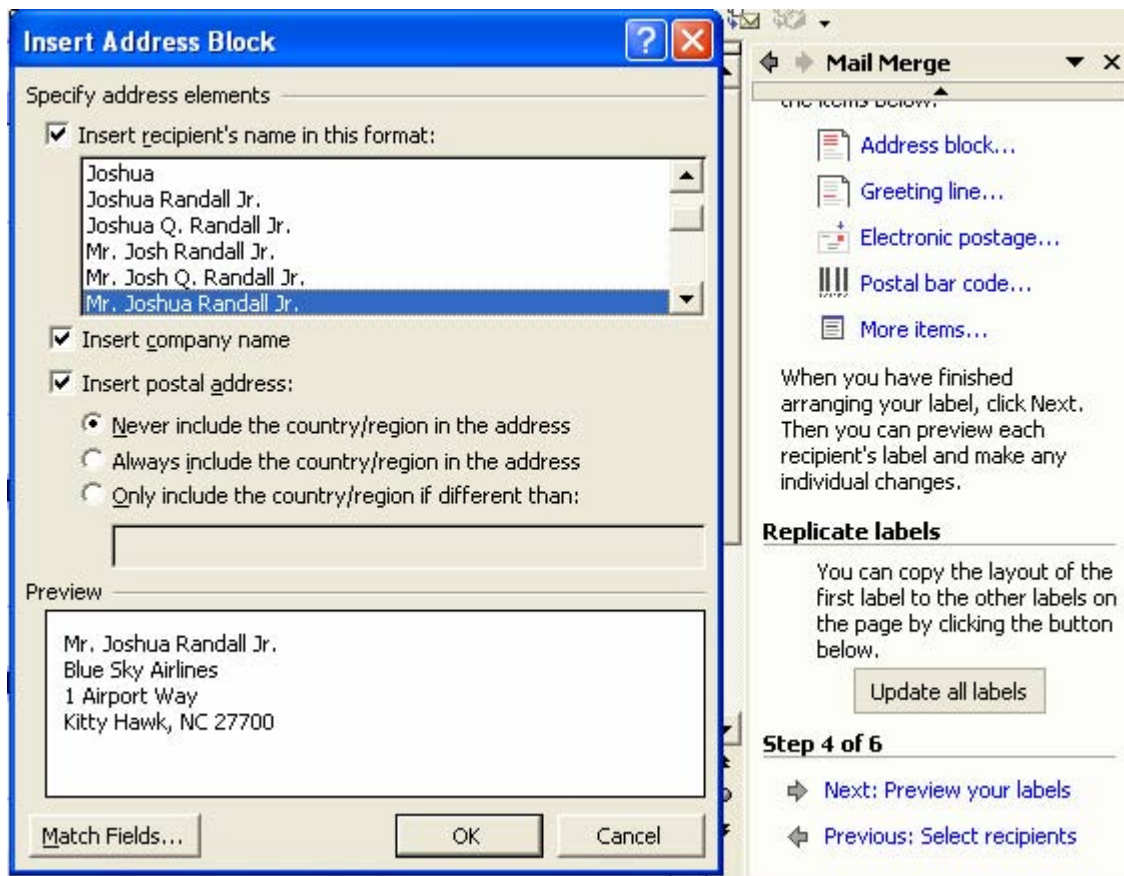 Insert Address Block
Specify address elements
Insert recipient's name in this format:
Joshua
Joshua Randall Jr.
Joshua Q. Randall Jr.
Mr. Josh Randall Jr.
Mr. Josh Q. Randall Jr.
Mr. Joshua Randall Jr.
Insert company name
Insert postal address:
Never include the country/region in the address
Always include the country/region in the address
Only include the country/region if different than:
Preview
Mr. Joshua Randall Jr.
Blue Sky Airlines
1 Airport Way
Kitty Hawk, NC 27700
Match Fields...
OK
Cancel
Mail Merge
the items below.
Address block...
Greeting line...
Electronic postage...
Postal bar code...
More items...
When you have finished
arranging your label, click Next.
Then you can preview each
recipient's label and make any
individual changes.
Replicate labels
You can copy the layout of the
first label to the other labels on
the page by clicking the button
below.
Update all labels
Step 4 of 6
Next: Preview your labels
Previous: Select recipients